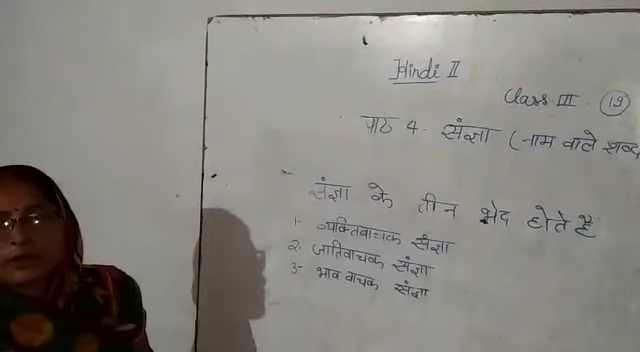 Hindi II
Class III (19)
पाठ 4. संज्ञा (नाम वाले शब्द
संज्ञा के तीन भेद होते हैं
1- व्यक्तिवाचक संज्ञा
2. जातिवाचक संज्ञा
3- भाव वाचक संज्ञा